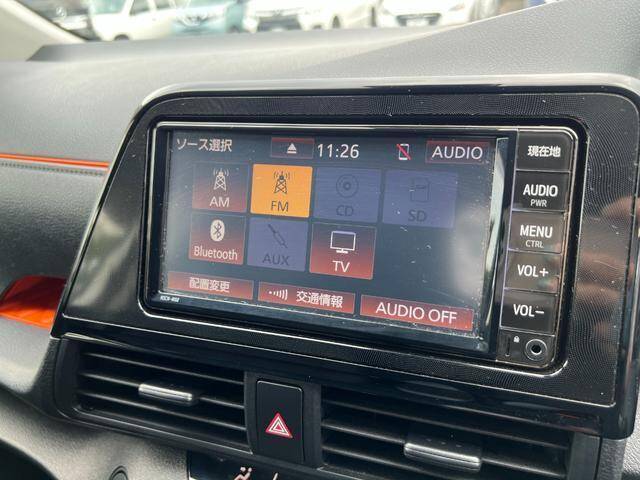 ソース選択
11:26
AUDIO
AM
FM
CD
SD
Bluetooth
AUX
TV
配置変更
交通情報
AUDIO OFF
現在地
AUDIO
PWR
MENU
CTRL
VOL+
VOL-